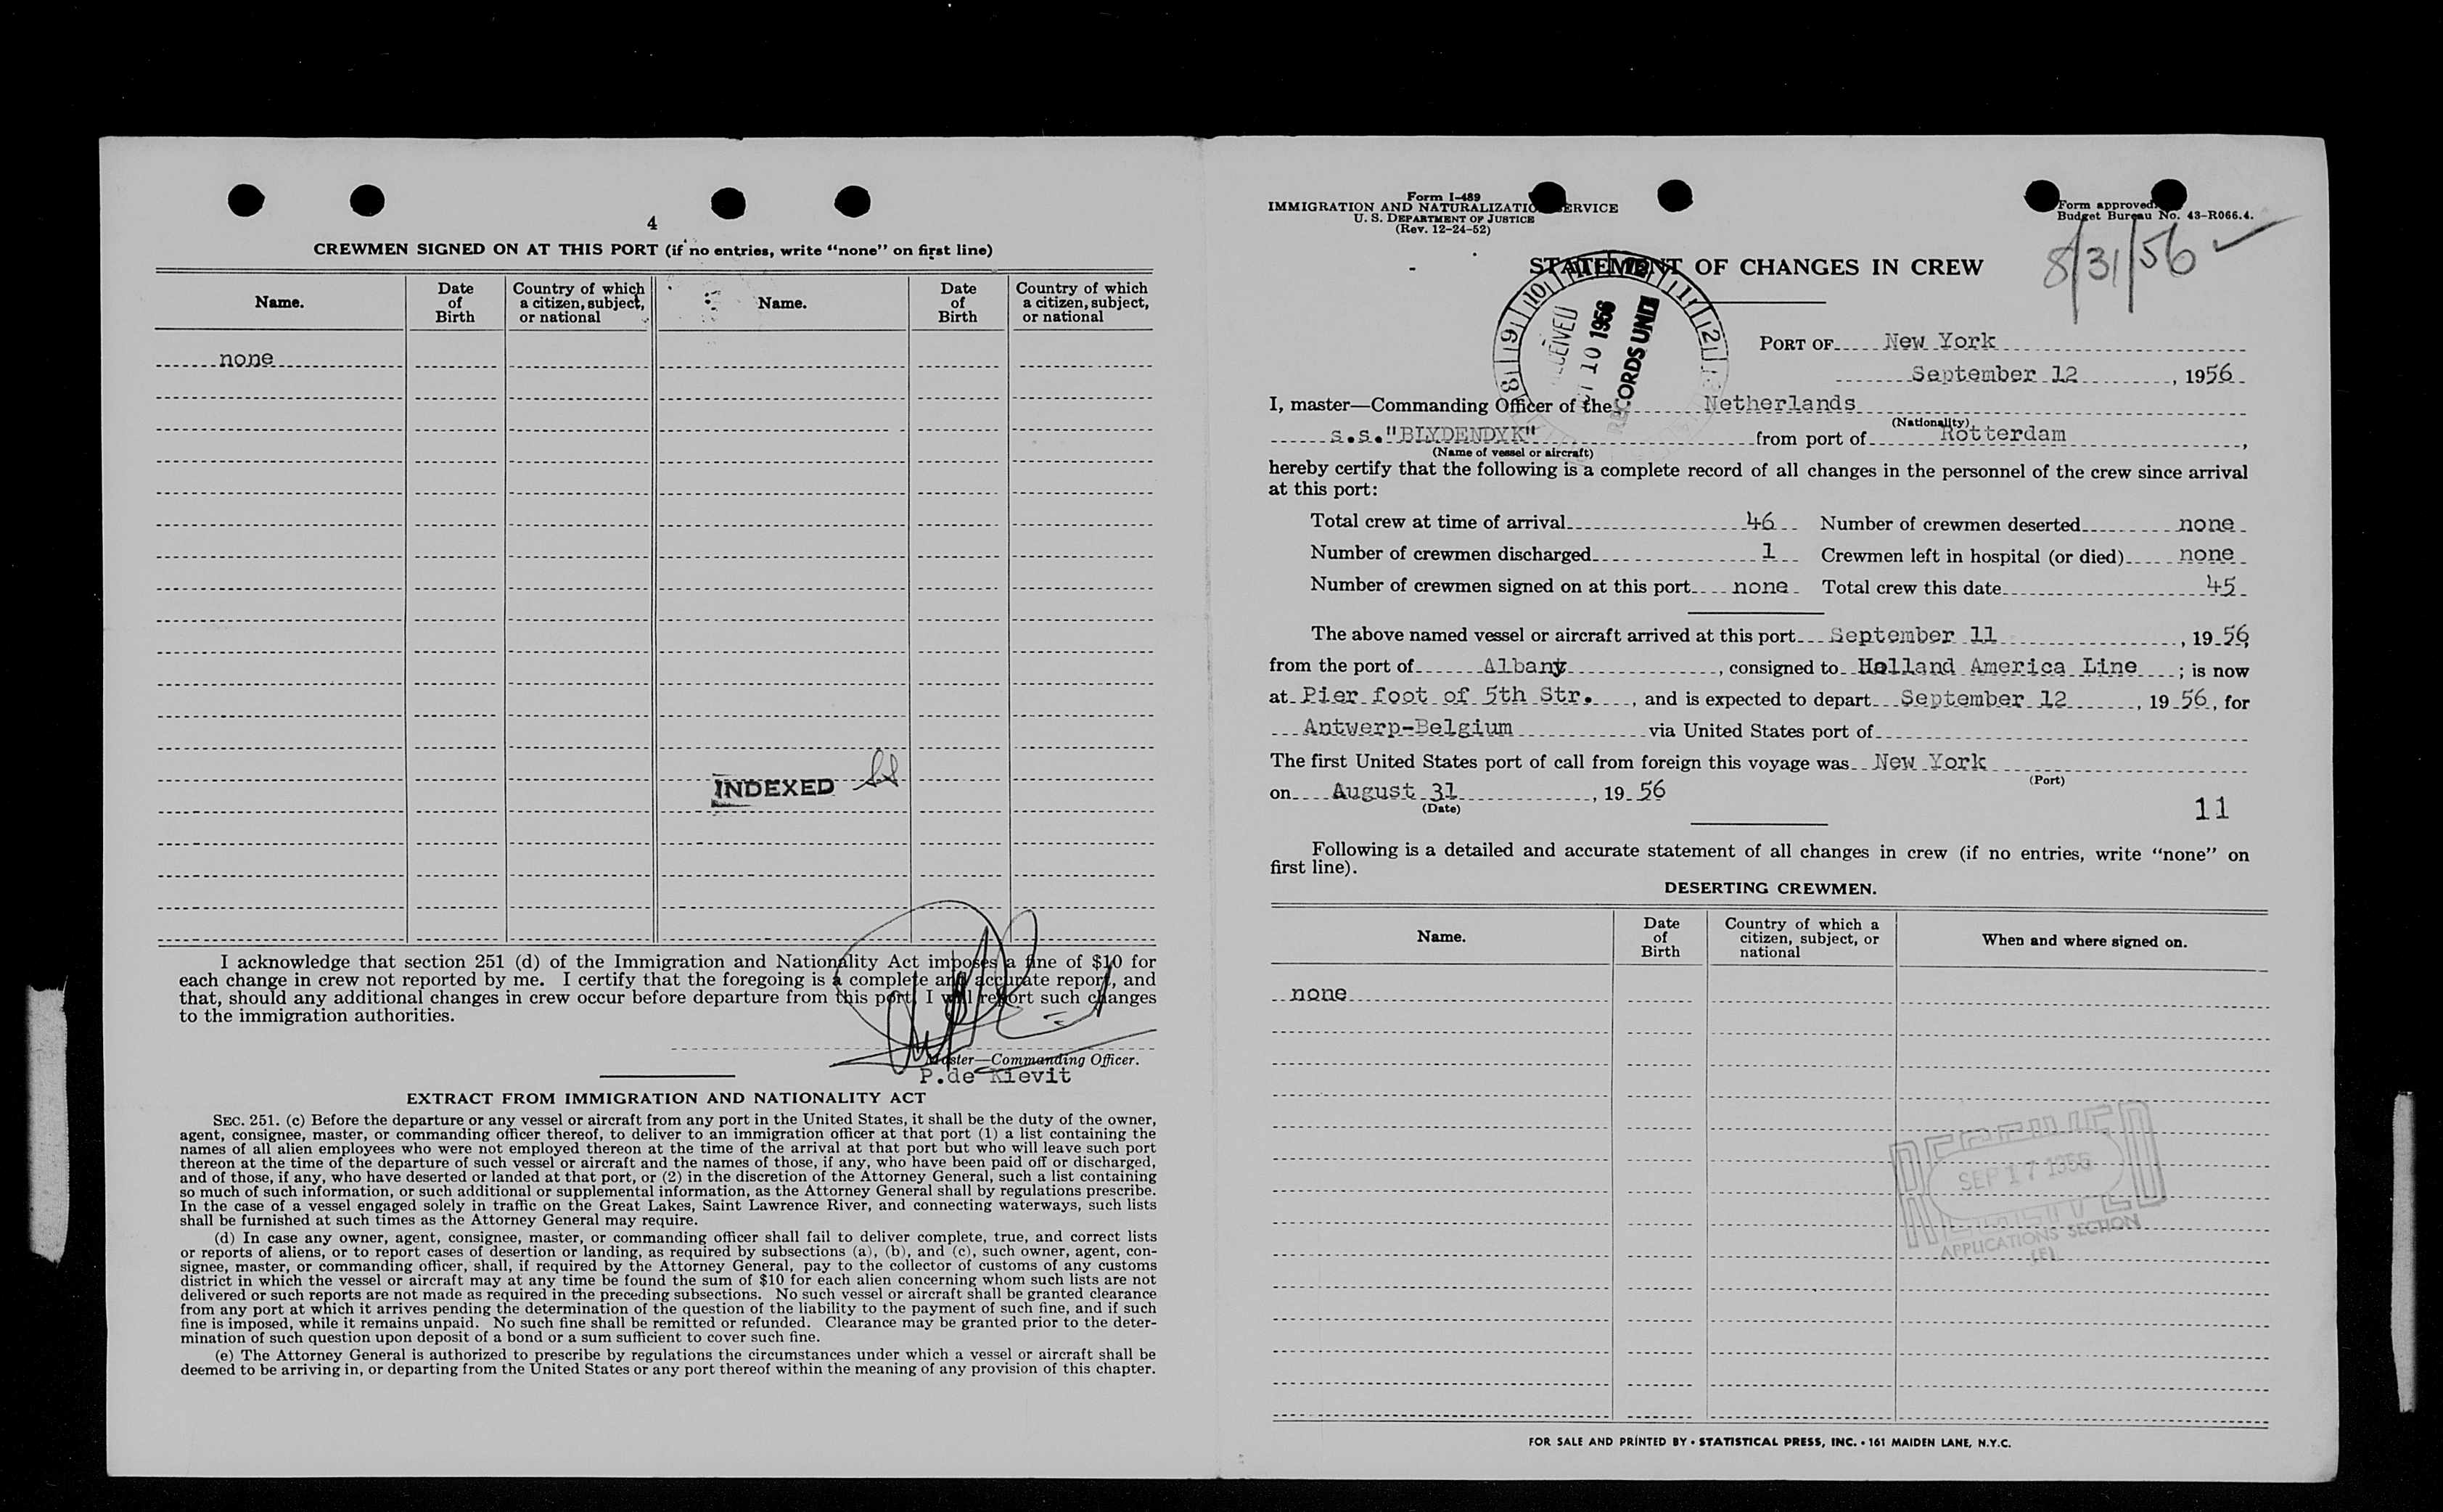 4
CREWMEN SIGNED ON AT THIS PORT (if no entries, write "none" on first line)
Name. Date of Birth Country of which a citizen, subject, or national Name. Date of Birth Country of which a citizen, subject, or national
none
INDEXED
I acknowledge that section 251 (d) of the Immigration and Nationality Act imposes a fine of $10 for
each change in crew not reported by me. I certify that the foregoing is a complete and accurate report, and
that, should any additional changes in crew occur before departure from this port, I will report such changes
to the immigration authorities.
Master—Commanding Officer.
P.de Kievit
EXTRACT FROM IMMIGRATION AND NATIONALITY ACT
SEC. 251. (c) Before the departure or any vessel or aircraft from any port in the United States, it shall be the duty of the owner,
agent, consignee, master, or commanding officer thereof, to deliver to an immigration officer at that port (1) a list containing the
names of all alien employees who were not employed thereon at the time of the arrival at that port but who will leave such port
thereon at the time of the departure of such vessel or aircraft and the names of those, if any, who have been paid off or discharged,
and of those, if any, who have deserted or landed at that port, or (2) in the discretion of the Attorney General, such a list containing
so much of such information, or such additional or supplemental information, as the Attorney General shall by regulations prescribe.
In the case of a vessel engaged solely in traffic on the Great Lakes, Saint Lawrence River, and connecting waterways, such lists
shall be furnished at such times as the Attorney General may require.
(d) In case any owner, agent, consignee, master, or commanding officer shall fail to deliver complete, true, and correct lists
or reports of aliens, or to report cases of desertion or landing, as required by subsections (a), (b), and (c), such owner, agent, con-
signee, master, or commanding officer, shall, if required by the Attorney General, pay to the collector of customs of any customs
district in which the vessel or aircraft may at any time be found the sum of $10 for each alien concerning whom such lists are not
delivered or such reports are not made as required in the preceding subsections. No such vessel or aircraft shall be granted clearance
from any port at which it arrives pending the determination of the question of the liability to the payment of such fine, and if such
fine is imposed, while it remains unpaid. No such fine shall be remitted or refunded. Clearance may be granted prior to the deter-
mination of such question upon deposit of a bond or a sum sufficient to cover such fine.
(e) The Attorney General is authorized to prescribe by regulations the circumstances under which a vessel or aircraft shall be
deemed to be arriving in, or departing from the United States or any port thereof within the meaning of any provision of this chapter.
Form I-489
IMMIGRATION AND NATURALIZATION SERVICE
U. S. DEPARTMENT OF JUSTICE
(Rev. 12-24-52)
Form approved.
Budget Bureau No. 43-R066.4.
8/31/56
STATEMENT OF CHANGES IN CREW
10 1956
RECORDS UNIT
PORT OF New York
September 12, 1956
I, master—Commanding Officer of the Netherlands
(Nationality)
s.s."BLYDENDYK" from port of Rotterdam,
(Name of vessel or aircraft)
hereby certify that the following is a complete record of all changes in the personnel of the crew since arrival
at this port:
Total crew at time of arrival 46 Number of crewmen deserted none
Number of crewmen discharged 1 Crewmen left in hospital (or died) none
Number of crewmen signed on at this port none Total crew this date 45
The above named vessel or aircraft arrived at this port September 11, 1956,
from the port of Albany, consigned to Holland America Line; is now
at Pier foot of 5th Str., and is expected to depart September 12, 1956, for
Antwerp-Belgium via United States port of
The first United States port of call from foreign this voyage was New York
(Port)
on August 31, 1956
(Date)
11
Following is a detailed and accurate statement of all changes in crew (if no entries, write "none" on
first line).
DESERTING CREWMEN.
Name. Date of Birth Country of which a citizen, subject, or national When and where signed on.
none
RECEIVED
SEP 17 1956
APPLICATIONS SECTION
(E)
FOR SALE AND PRINTED BY • STATISTICAL PRESS, INC. • 161 MAIDEN LANE, N.Y.C.